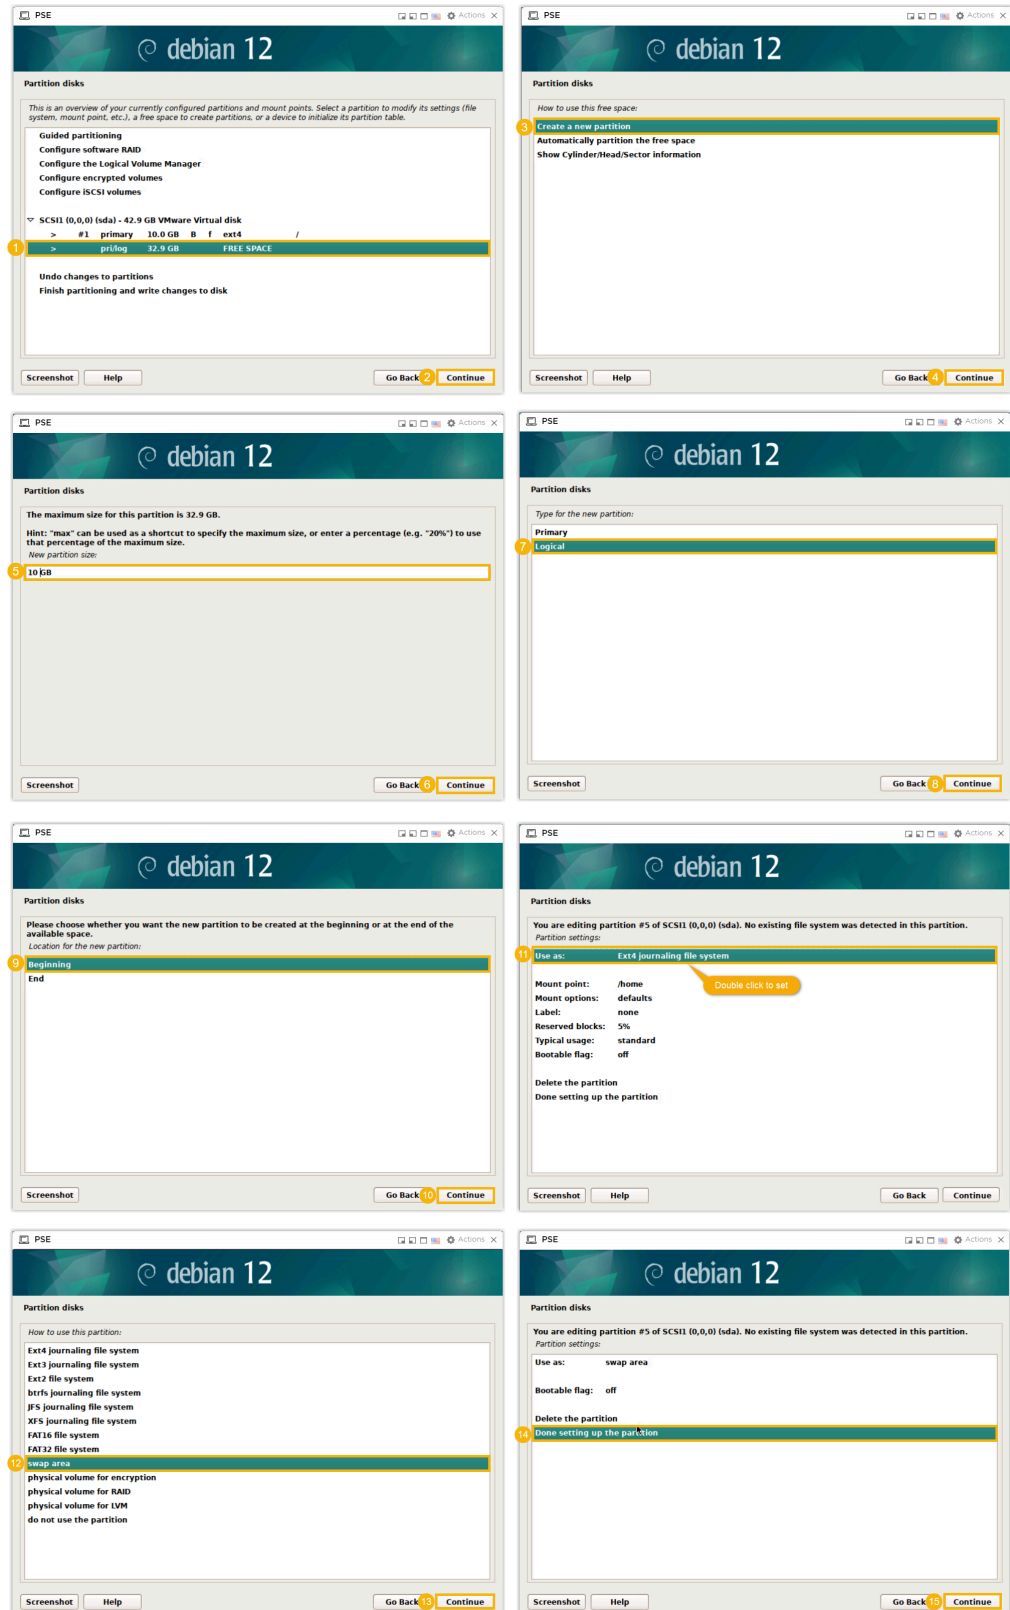 PSE
Actions
debian 12
Partition disks
This is an overview of your currently configured partitions and mount points. Select a partition to modify its settings (file
system, mount point, etc.), a free space to create partitions, or a device to initialize its partition table.
Guided partitioning
Configure software RAID
Configure the Logical Volume Manager
Configure encrypted volumes
Configure iSCSI volumes
SCSI1 (0,0,0) (sda) - 42.9 GB VMware Virtual disk
> #1 primary 10.0 GB B f ext4 /
1 > pri/log 32.9 GB FREE SPACE
Undo changes to partitions
Finish partitioning and write changes to disk
Screenshot Help Go Back 2 Continue
PSE
Actions
debian 12
Partition disks
How to use this free space:
3 Create a new partition
Automatically partition the free space
Show Cylinder/Head/Sector information
Screenshot Help Go Back 4 Continue
PSE
Actions
debian 12
Partition disks
The maximum size for this partition is 32.9 GB.
Hint: "max" can be used as a shortcut to specify the maximum size, or enter a percentage (e.g. "20%") to use
that percentage of the maximum size.
New partition size:
5 10 GB
Screenshot Go Back 6 Continue
PSE
Actions
debian 12
Partition disks
Type for the new partition:
Primary
7 Logical
Screenshot Go Back 8 Continue
PSE
Actions
debian 12
Partition disks
Please choose whether you want the new partition to be created at the beginning or at the end of the
available space.
Location for the new partition:
9 Beginning
End
Screenshot Go Back 10 Continue
PSE
Actions
debian 12
Partition disks
You are editing partition #5 of SCSI1 (0,0,0) (sda). No existing file system was detected in this partition.
Partition settings:
11 Use as: Ext4 journaling file system
Double click to set
Mount point: /home
Mount options: defaults
Label: none
Reserved blocks: 5%
Typical usage: standard
Bootable flag: off
Delete the partition
Done setting up the partition
Screenshot Help Go Back Continue
PSE
Actions
debian 12
Partition disks
How to use this partition:
Ext4 journaling file system
Ext3 journaling file system
Ext2 file system
btrfs journaling file system
JFS journaling file system
XFS journaling file system
FAT16 file system
FAT32 file system
12 swap area
physical volume for encryption
physical volume for RAID
physical volume for LVM
do not use the partition
Screenshot Help Go Back 13 Continue
PSE
Actions
debian 12
Partition disks
You are editing partition #5 of SCSI1 (0,0,0) (sda). No existing file system was detected in this partition.
Partition settings:
Use as: swap area
Bootable flag: off
Delete the partition
14 Done setting up the partition
Screenshot Help Go Back 15 Continue